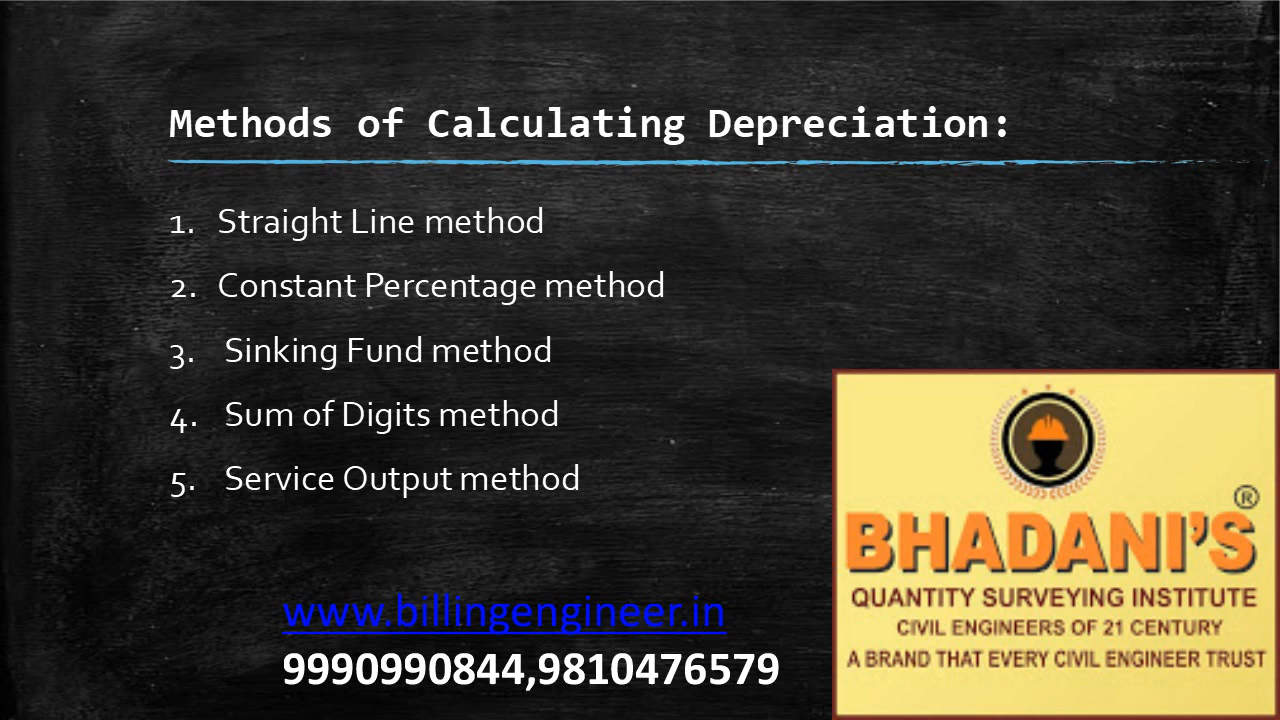 Methods of Calculating Depreciation:
1. Straight Line method
2. Constant Percentage method
3. Sinking Fund method
4. Sum of Digits method
5. Service Output method
www.billingengineer.in
9990990844,9810476579
®
BHADANI'S
QUANTITY SURVEYING INSTITUTE
CIVIL ENGINEERS OF 21 CENTURY
A BRAND THAT EVERY CIVIL ENGINEER TRUST